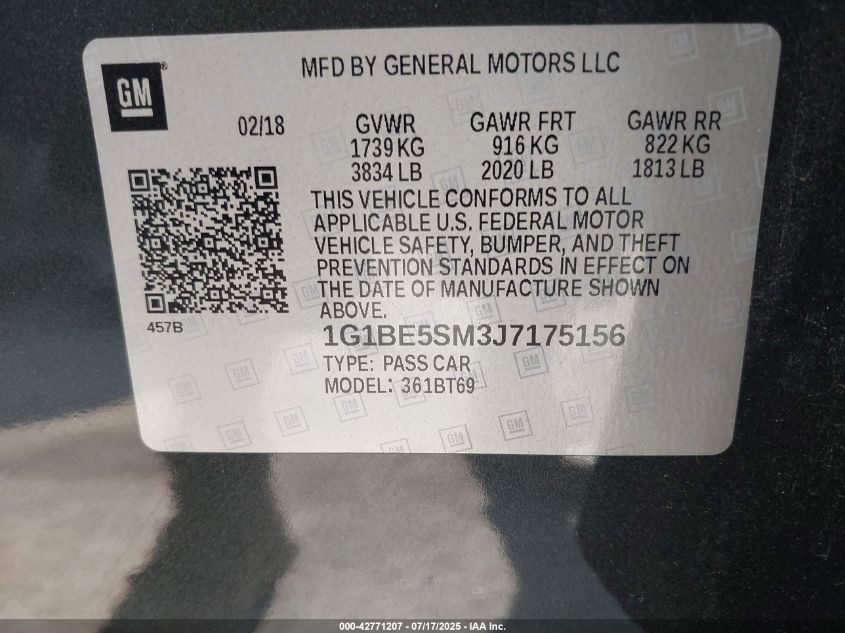 GM
MFD BY GENERAL MOTORS LLC
02/18 GVWR GAWR FRT GAWR RR
1739 KG 916 KG 822 KG
3834 LB 2020 LB 1813 LB
THIS VEHICLE CONFORMS TO ALL
APPLICABLE U.S. FEDERAL MOTOR
VEHICLE SAFETY, BUMPER, AND THEFT
PREVENTION STANDARDS IN EFFECT ON
THE DATE OF MANUFACTURE SHOWN
ABOVE.
457B
1G1BE5SM3J7175156
TYPE: PASS CAR
MODEL: 361BT69
000-42771207 - 07/17/2025 - IAA Inc.